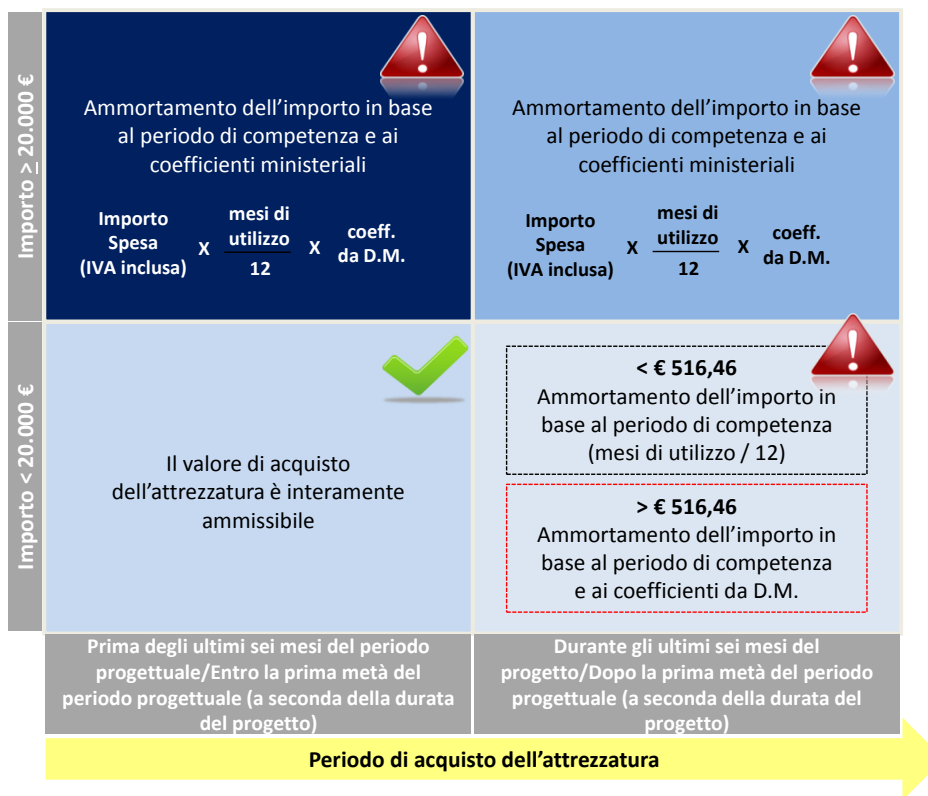 Importo ≥ 20.000 €
Ammortamento dell'importo in base
al periodo di competenza e ai
coefficienti ministeriali
Importo
Spesa
(IVA inclusa)
X
mesi di
utilizzo
12
X
coeff.
da D.M.
Ammortamento dell'importo in base
al periodo di competenza e ai
coefficienti ministeriali
Importo
Spesa
(IVA inclusa)
X
mesi di
utilizzo
12
X
coeff.
da D.M.
Importo < 20.000 €
Il valore di acquisto
dell'attrezzatura è interamente
ammissibile
< € 516,46
Ammortamento dell'importo in
base al periodo di competenza
(mesi di utilizzo / 12)
> € 516,46
Ammortamento dell'importo in
base al periodo di competenza
e ai coefficienti da D.M.
Prima degli ultimi sei mesi del periodo
progettuale/Entro la prima metà del
periodo progettuale (a seconda della durata
del progetto)
Durante gli ultimi sei mesi del
progetto/Dopo la prima metà del periodo
progettuale (a seconda della durata del
progetto)
Periodo di acquisto dell'attrezzatura